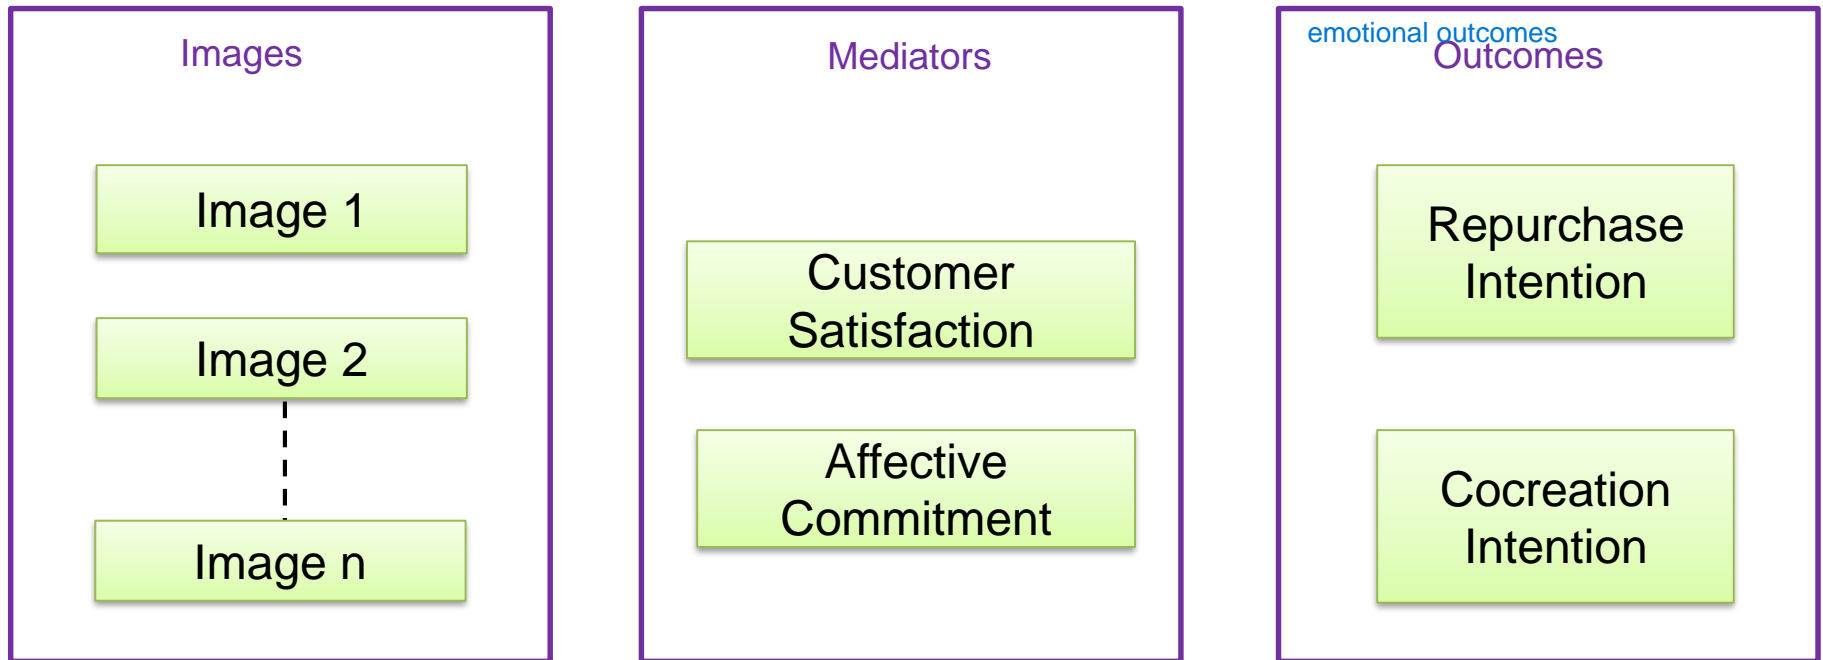 Images
Image 1
Image 2
Image n
Mediators
Customer
Satisfaction
Affective
Commitment
emotional outcomes
Outcomes
Repurchase
Intention
Cocreation
Intention